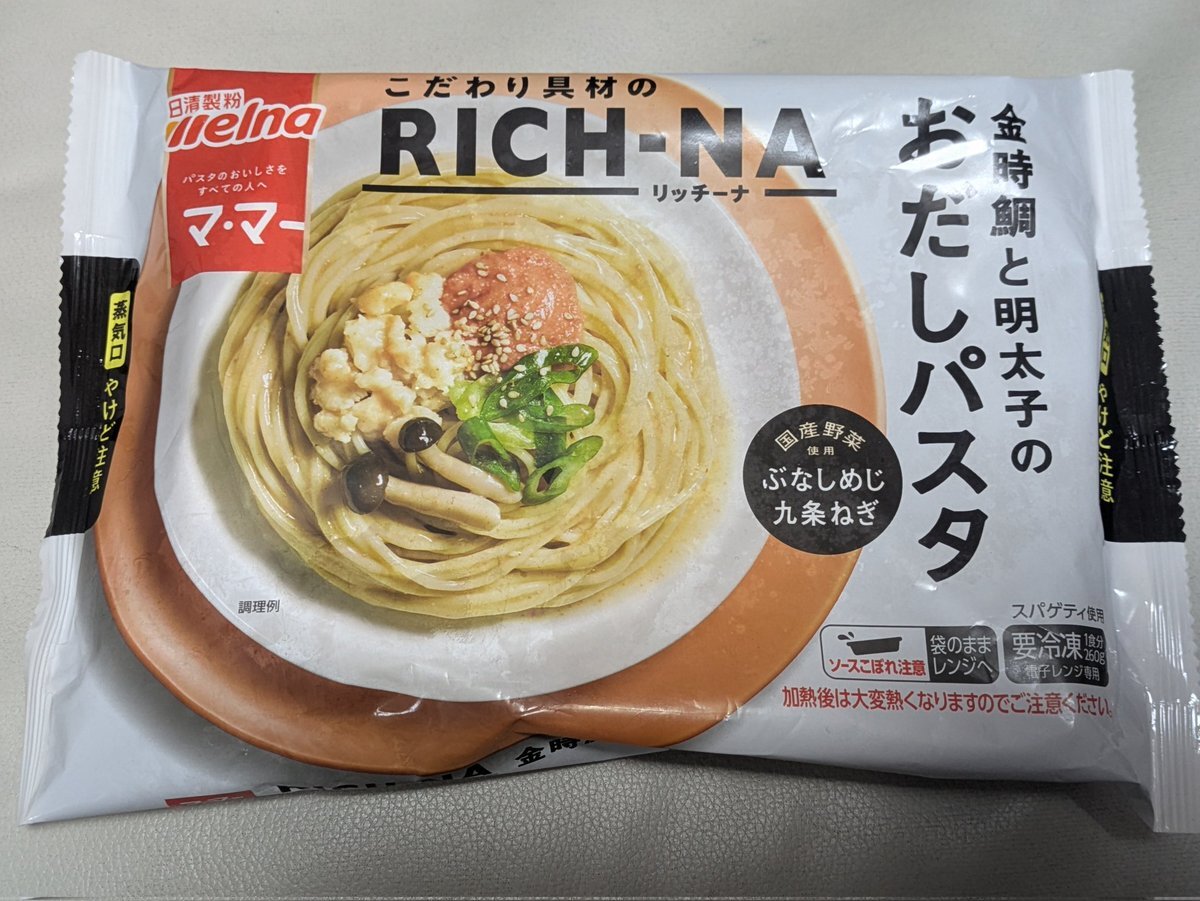 日清製粉
Welna
パスタのおいしさを
すべての人へ
マ・マー
こだわり具材の
RICH-NA
リッチーナ
金時鯛と明太子の
おだしパスタ
国産野菜
使用
ぶなしめじ
九条ねぎ
蒸気口
やけど注意
やけど注意
調理例
スパゲティ使用
ソースこぼれ注意
袋のまま
レンジへ
要冷凍
1食分
260g
電子レンジ専用
加熱後は大変熱くなりますのでご注意ください。
RICH-NA 金時